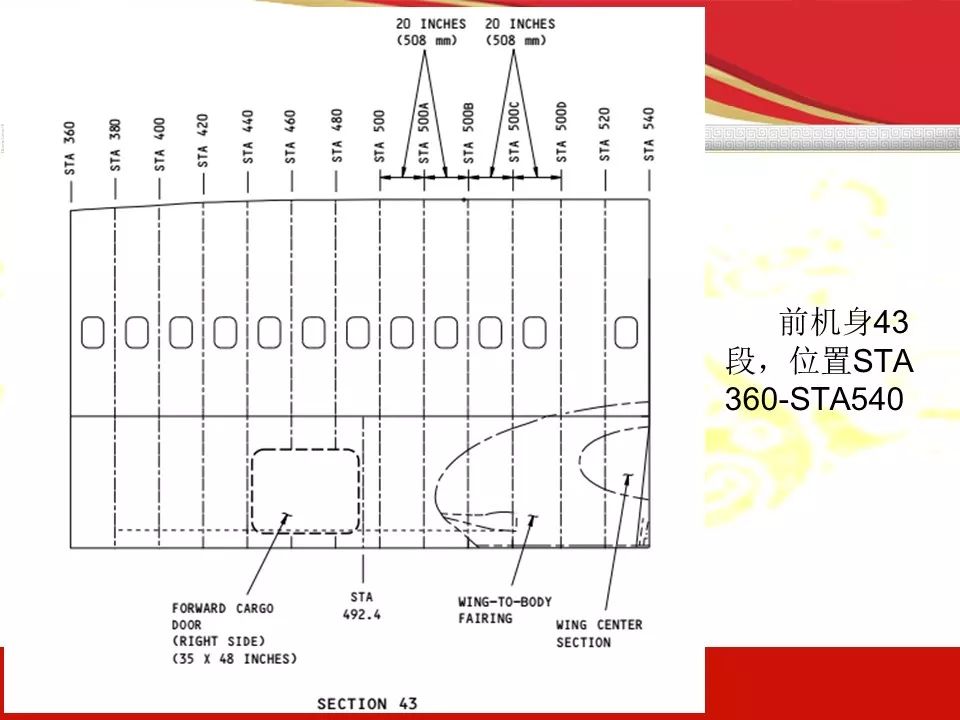 20 INCHES 20 INCHES
(508 mm) (508 mm)
STA 360
STA 380
STA 400
STA 420
STA 440
STA 460
STA 480
STA 500
STA 500A
STA 500B
STA 500C
STA 500D
STA 520
STA 540
前机身43
段，位置STA
360-STA540
STA
492.4
FORWARD CARGO
DOOR
(RIGHT SIDE)
(35 X 48 INCHES)
WING-TO-BODY
FAIRING
WING CENTER
SECTION
SECTION 43